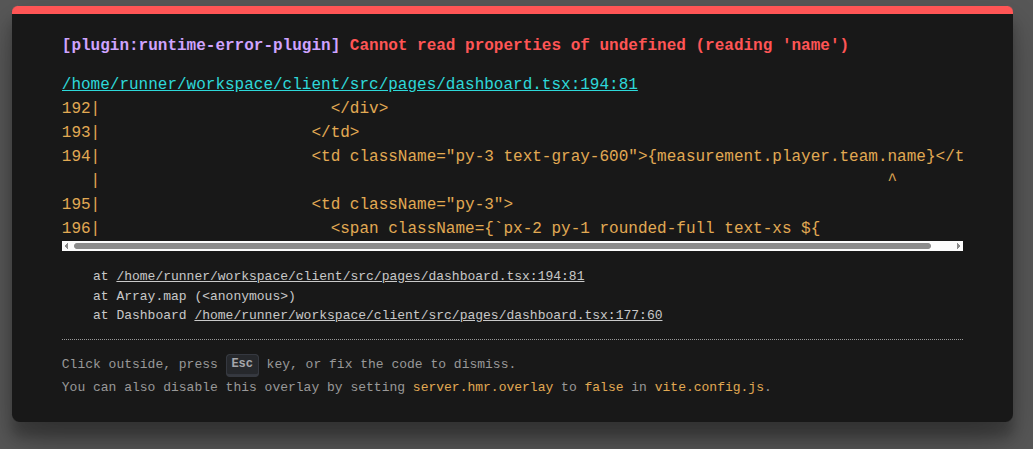 [plugin:runtime-error-plugin] Cannot read properties of undefined (reading 'name')
/home/runner/workspace/client/src/pages/dashboard.tsx:194:81
192|                        </div>
193|                      </td>
194|                      <td className="py-3 text-gray-600">{measurement.player.team.name}</t
   |                                                                                  ^
195|                      <td className="py-3">
196|                        <span className={`px-2 py-1 rounded-full text-xs ${
at /home/runner/workspace/client/src/pages/dashboard.tsx:194:81
at Array.map (<anonymous>)
at Dashboard /home/runner/workspace/client/src/pages/dashboard.tsx:177:60
Click outside, press Esc key, or fix the code to dismiss.
You can also disable this overlay by setting server.hmr.overlay to false in vite.config.js.